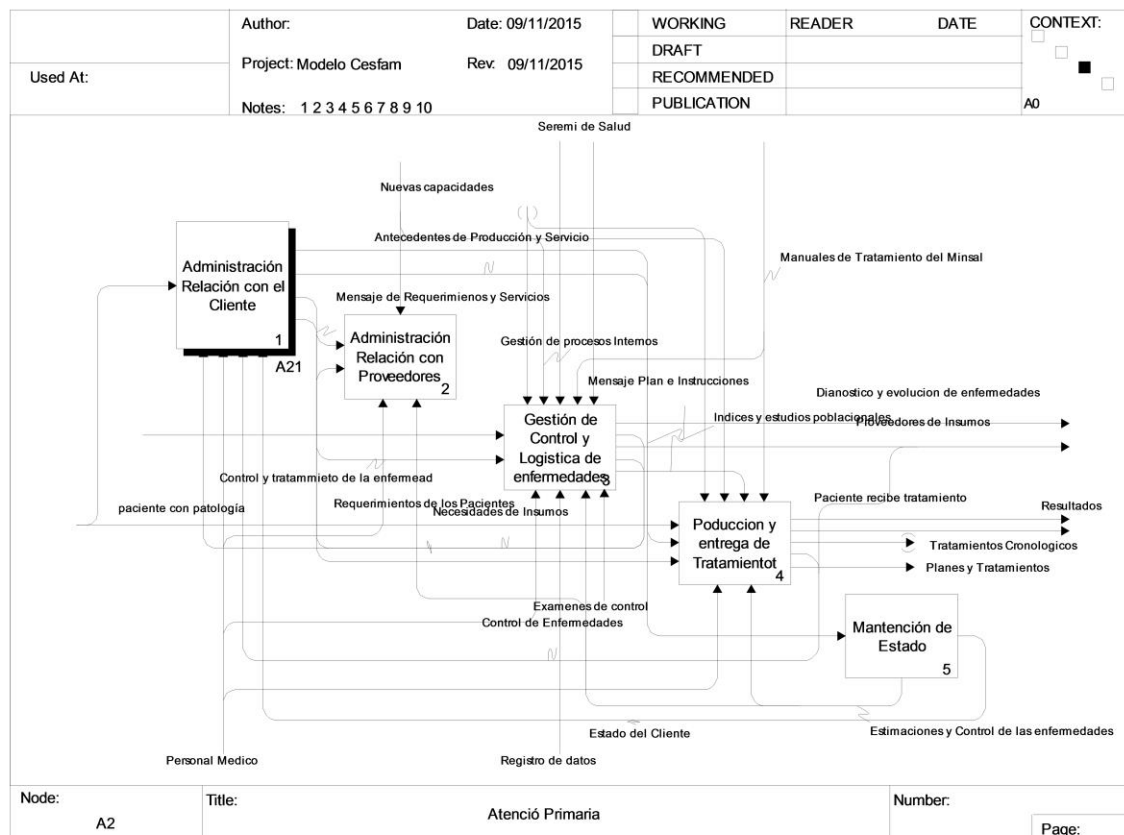 Used At:
Author:
Date: 09/11/2015
Project: Modelo Cesfam
Rev: 09/11/2015
Notes: 1 2 3 4 5 6 7 8 9 10
WORKING
DRAFT
RECOMMENDED
PUBLICATION
READER
DATE
CONTEXT:
A0
Seremi de Salud
Nuevas capacidades
Antecedentes de Producción y Servicio
Manuales de Tratamiento del Minsal
Administración
Relación con el
Cliente
1
A21
Mensaje de Requerimienos y Servicios
Administración
Relación con
Proveedores
2
Gestión de procesos Internos
Mensaje Plan e Instrucciones
Dianostico y evolucion de enfermedades
Indices y estudios poblacionales
Proveedores de Insumos
Gestión de
Control y
Logistica de
enfermedades
3
Control y tratammieto de la enfermead
paciente con patología
Requerimientos de los Pacientes
Necesidades de Insumos
Paciente recibe tratamiento
Resultados
Poduccion y
entrega de
Tratamientot
4
Tratamientos Cronologicos
Planes y Tratamientos
Examenes de control
Control de Enfermedades
Mantención de
Estado
5
Estado del Cliente
Estimaciones y Control de las enfermedades
Personal Medico
Registro de datos
Node:
A2
Title:
Atenció Primaria
Number:
Page: